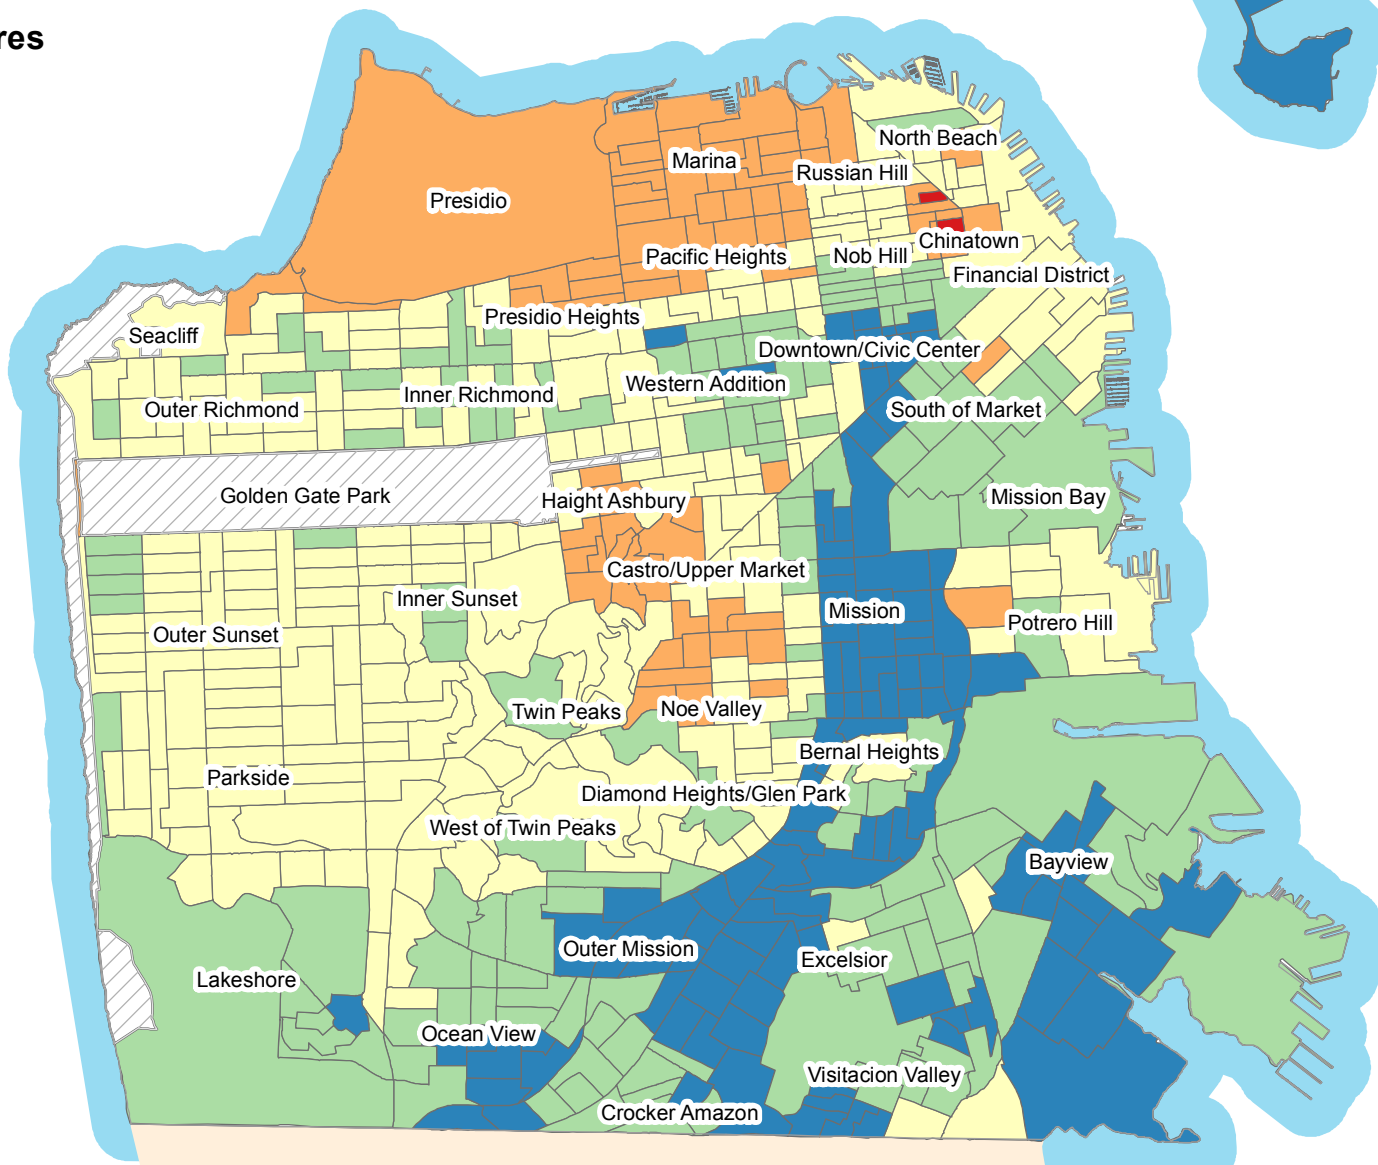 res
North Beach
Marina
Russian Hill
Presidio
Chinatown
Pacific Heights
Nob Hill
Financial District
Presidio Heights
Seacliff
Downtown/Civic Center
Western Addition
Inner Richmond
Outer Richmond
South of Market
Golden Gate Park
Haight Ashbury
Mission Bay
Castro/Upper Market
Inner Sunset
Mission
Potrero Hill
Outer Sunset
Twin Peaks
Noe Valley
Bernal Heights
Parkside
Diamond Heights/Glen Park
West of Twin Peaks
Bayview
Outer Mission
Excelsior
Lakeshore
Ocean View
Visitacion Valley
Crocker Amazon